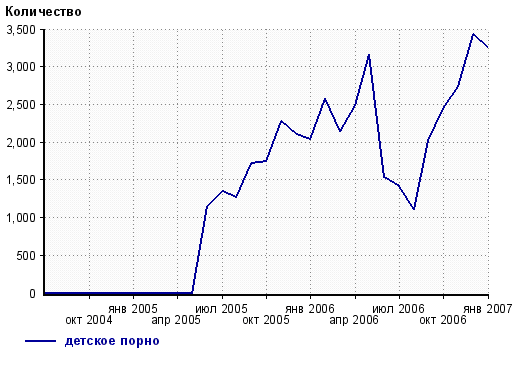 Количество
3,500
3,000
2,500
2,000
1,500
1,000
500
0
янв 2005 июл 2005 янв 2006 июл 2006 янв 2007
окт 2004 апр 2005 окт 2005 апр 2006 окт 2006
детское порно